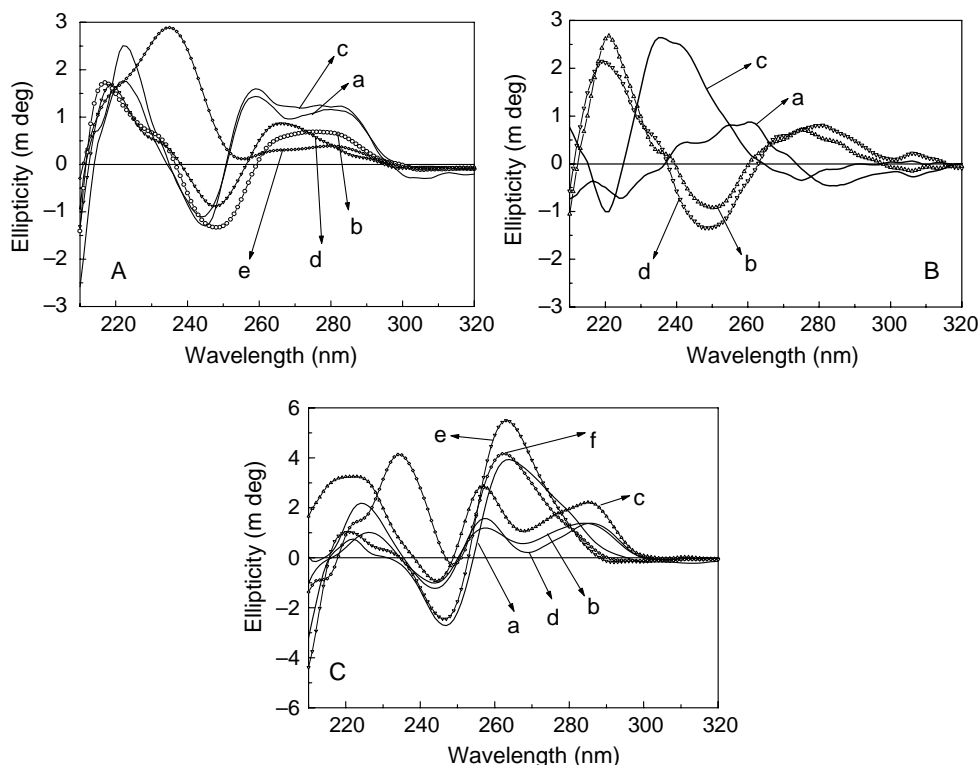 3
2
1
0
–1
–2
–3
Ellipticity (m deg)
220 240 260 280 300 320
Wavelength (nm)
A
c
a
b
d
e
3
2
1
0
–1
–2
–3
Ellipticity (m deg)
220 240 260 280 300 320
Wavelength (nm)
B
c
a
d
b
6
4
2
0
–2
–4
–6
Ellipticity (m deg)
220 240 260 280 300 320
Wavelength (nm)
C
e
f
c
a
d
b